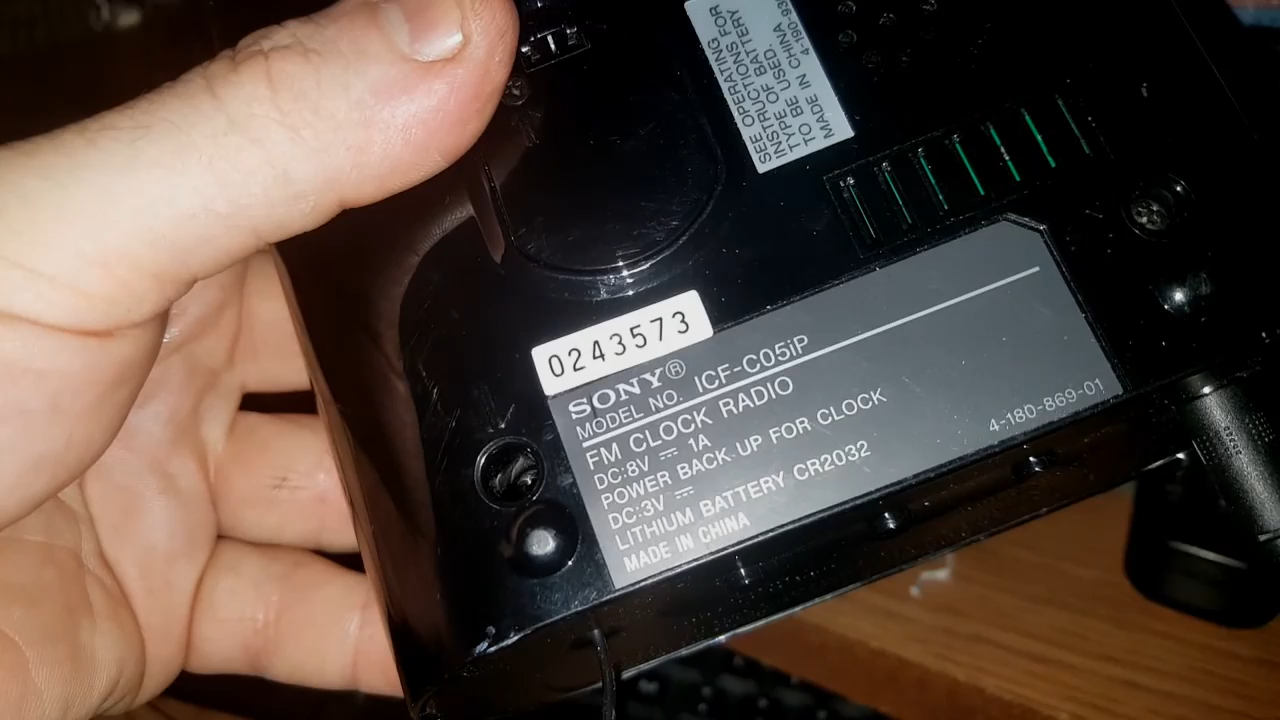 SEE OPERATING FOR
INSTRUCTIONS FOR
TYPE OF BATTERY
TO BE USED.
MADE IN CHINA
0243573
SONY®
MODEL NO. ICF-C05iP
FM CLOCK RADIO
DC:8V ⎓ 1A
POWER BACK-UP FOR CLOCK
DC:3V ⎓
LITHIUM BATTERY CR2032
MADE IN CHINA
4-180-869-01